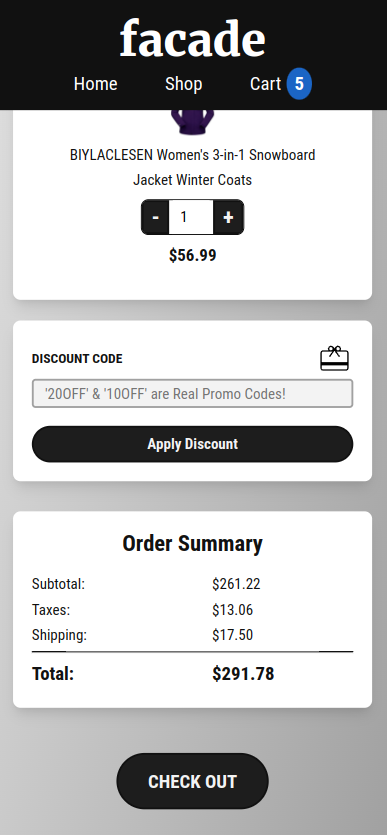 facade
Home Shop Cart 5
BIYLACLESEN Women's 3-in-1 Snowboard
Jacket Winter Coats
- 1 +
$56.99
DISCOUNT CODE
'20OFF' & '10OFF' are Real Promo Codes!
Apply Discount
Order Summary
Subtotal: $261.22
Taxes: $13.06
Shipping: $17.50
Total: $291.78
CHECK OUT